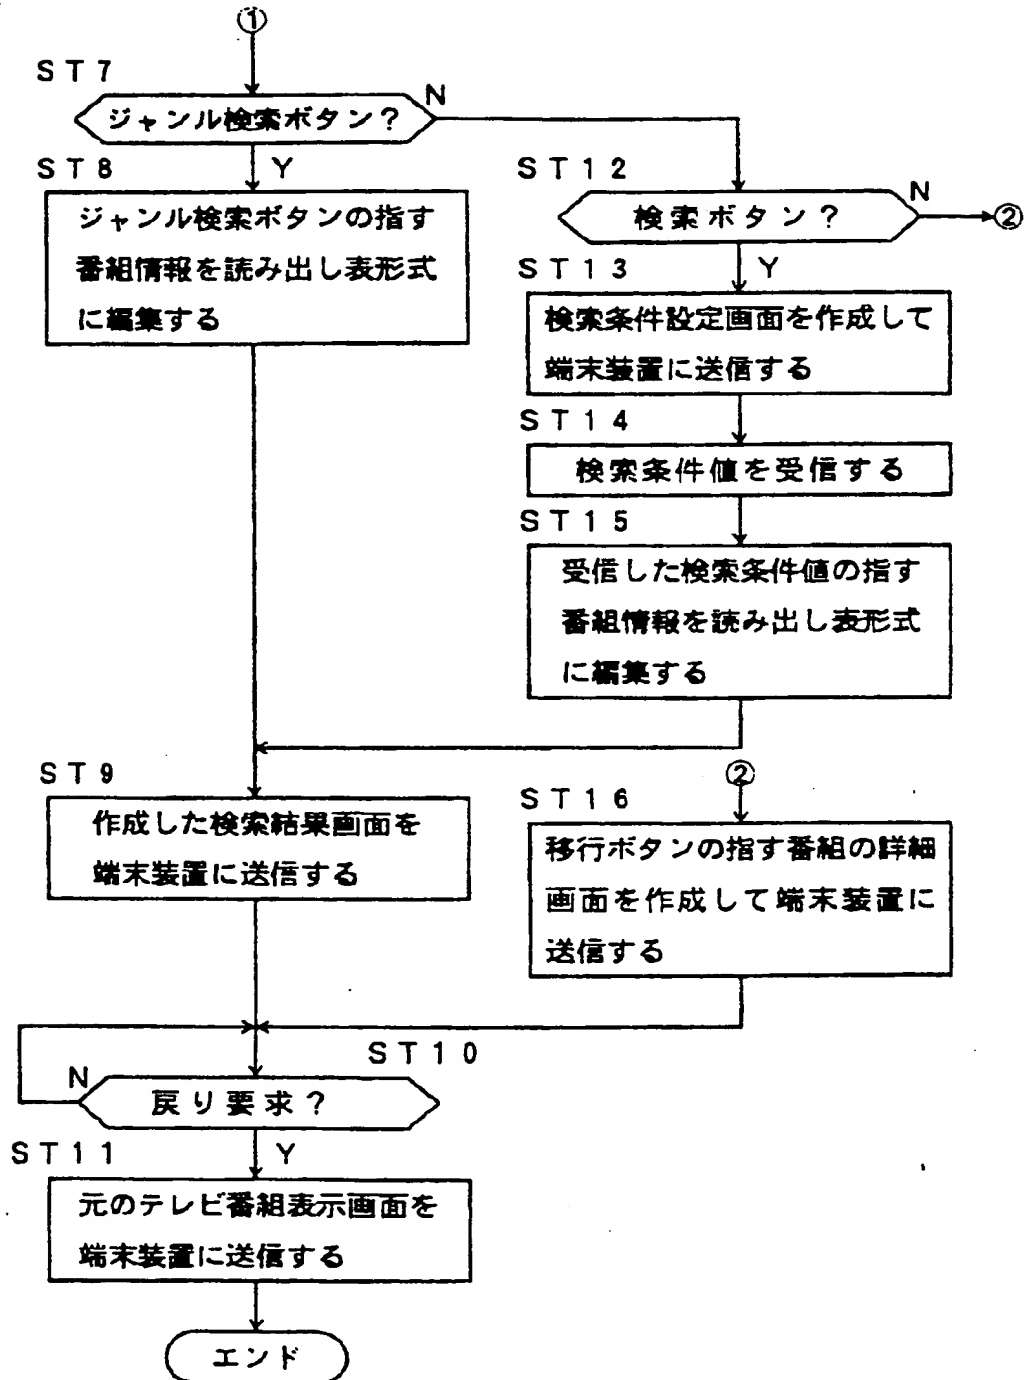 ①
ST7
ジャンル検索ボタン?
N
ST8
Y
ジャンル検索ボタンの指す
番組情報を読み出し表形式
に編集する
ST12
検索ボタン?
N
②
ST13
Y
検索条件設定画面を作成して
端末装置に送信する
ST14
検索条件値を受信する
ST15
受信した検索条件値の指す
番組情報を読み出し表形式
に編集する
ST9
作成した検索結果画面を
端末装置に送信する
②
ST16
移行ボタンの指す番組の詳細
画面を作成して端末装置に
送信する
ST10
N
戻り要求?
ST11
Y
元のテレビ番組表示画面を
端末装置に送信する
エンド